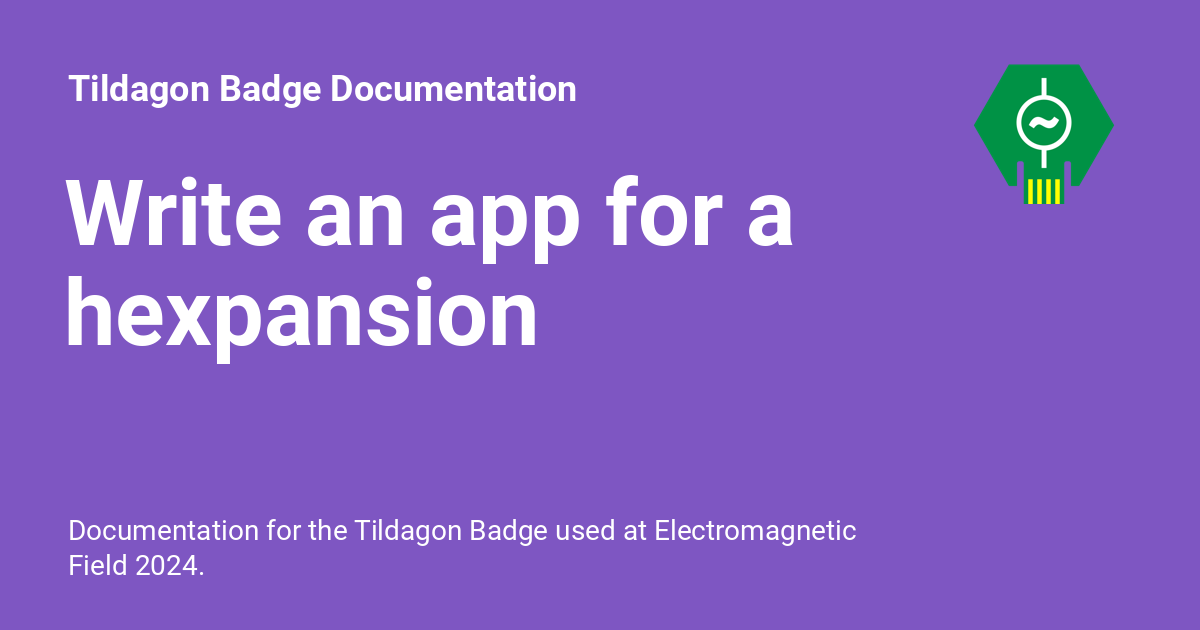 Tildagon Badge Documentation
Write an app for a
hexpansion
Documentation for the Tildagon Badge used at Electromagnetic
Field 2024.